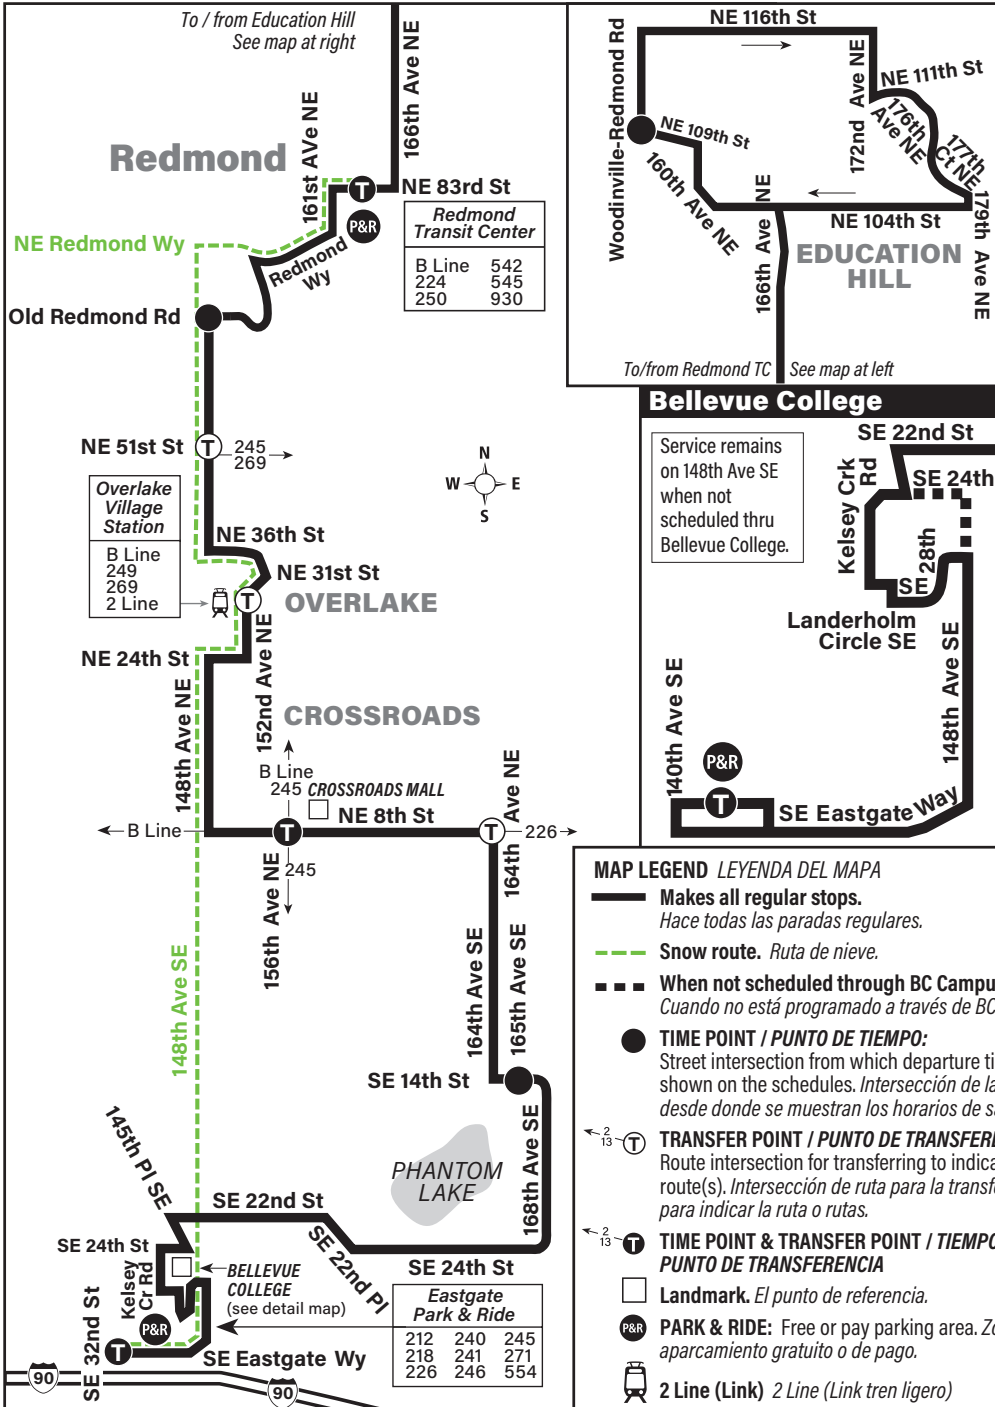 To / from Education Hill
See map at right
166th Ave NE
161st AVe NE
Redmond
T
NE 83rd St
P&R
NE Redmond Wy
Redmond
Wy
Redmond
Transit Center
B Line 542
224 545
250 930
Old Redmond Rd
NE 51st St
T
245
269
N
W E
S
Overlake
Village
Station
B Line
249
269
2 Line
NE 36th St
NE 31st St
T
OVERLAKE
NE 24th St
152nd Ave NE
148th Ave NE
CROSSROADS
B Line
245
CROSSROADS MALL
NE 8th St
B Line
T
T
226
164th Ave NE
245
156th Ave NE
148th Ave SE
164th Ave SE
165th Ave SE
SE 14th St
168th Ave SE
PHANTOM
LAKE
145th Pl SE
SE 22nd St
SE 22nd Pl
SE 24th St
SE 24th St
Kelsey
Cr Rd
BELLEVUE
COLLEGE
(see detail map)
P&R
T
SE 32nd St
SE Eastgate Wy
Eastgate
Park & Ride
212 240 245
218 241 271
226 246 554
90
90
NE 116th St
Woodinville-Redmond Rd
172nd Ave NE
NE 111th St
176th
Ave NE
177th
Ct NE
179th Ave NE
NE 109th St
160th Ave NE
166th Ave NE
NE 104th St
EDUCATION
HILL
To/from Redmond TC
See map at left
Bellevue College
Service remains
on 148th Ave SE
when not
scheduled thru
Bellevue College.
SE 22nd St
SE 24th
Kelsey Crk
Rd
SE 28th
Landerholm
Circle SE
148th Ave SE
140th Ave SE
P&R
T
SE Eastgate Way
MAP LEGEND LEYENDA DEL MAPA
Makes all regular stops.
Hace todas las paradas regulares.
Snow route. Ruta de nieve.
When not scheduled through BC Campu
Cuando no está programado a través de BC
TIME POINT / PUNTO DE TIEMPO:
Street intersection from which departure ti
shown on the schedules. Intersección de la
desde donde se muestran los horarios de sa
2
13
T
TRANSFER POINT / PUNTO DE TRANSFERE
Route intersection for transferring to indica
route(s). Intersección de ruta para la transfe
para indicar la ruta o rutas.
2
13
T
TIME POINT & TRANSFER POINT / TIEMPO
PUNTO DE TRANSFERENCIA
Landmark. El punto de referencia.
P&R PARK & RIDE: Free or pay parking area. Zo
aparcamiento gratuito o de pago.
2 Line (Link) 2 Line (Link tren ligero)